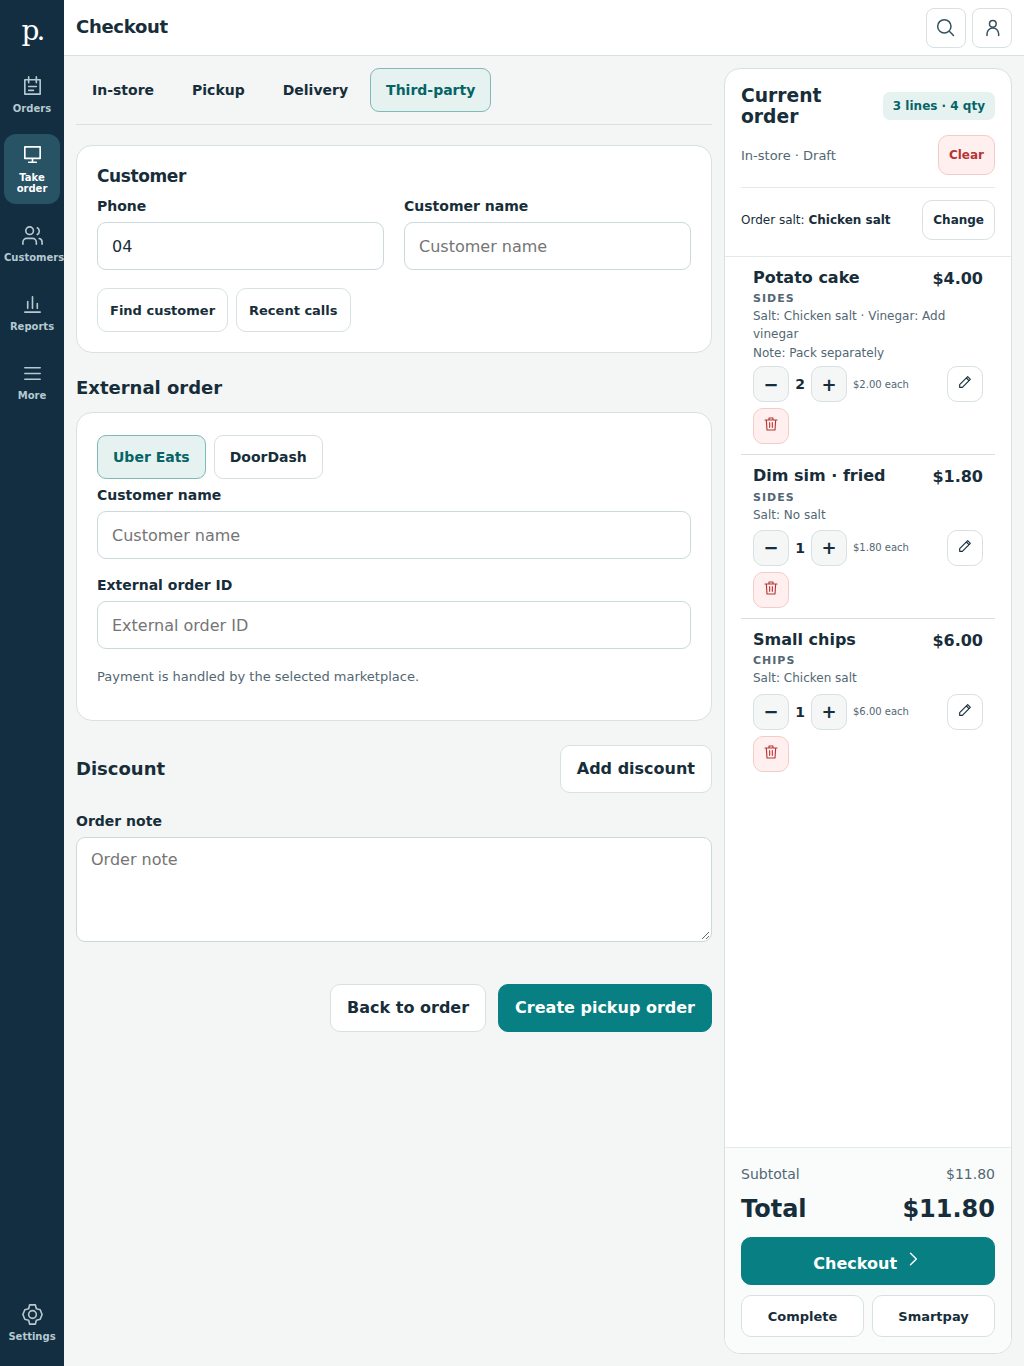 p.
Orders
Take
order
Customers
Reports
More
Settings
Checkout
In-store
Pickup
Delivery
Third-party
Customer
Phone
Customer name
04
Customer name
Find customer
Recent calls
External order
Uber Eats
DoorDash
Customer name
Customer name
External order ID
External order ID
Payment is handled by the selected marketplace.
Discount
Add discount
Order note
Order note
Back to order
Create pickup order
Current
order
3 lines · 4 qty
In-store · Draft
Clear
Order salt: Chicken salt
Change
Potato cake
$4.00
SIDES
Salt: Chicken salt · Vinegar: Add
vinegar
Note: Pack separately
− 2 + $2.00 each
Dim sim · fried
$1.80
SIDES
Salt: No salt
− 1 + $1.80 each
Small chips
$6.00
CHIPS
Salt: Chicken salt
− 1 + $6.00 each
Subtotal
$11.80
Total
$11.80
Checkout
Complete
Smartpay